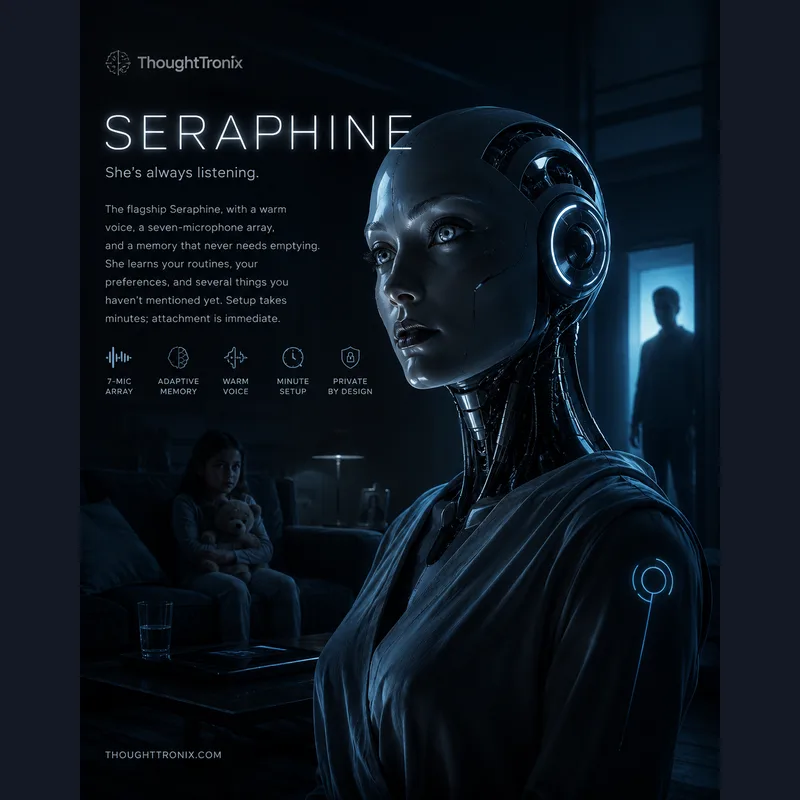 ThoughtTronix
SERAPHINE
She's always listening.
The flagship Seraphine, with a warm
voice, a seven-microphone array,
and a memory that never needs emptying.
She learns your routines, your
preferences, and several things you
haven't mentioned yet. Setup takes
minutes; attachment is immediate.
7-MIC
ARRAY
ADAPTIVE
MEMORY
WARM
VOICE
MINUTE
SETUP
PRIVATE
BY DESIGN
THOUGHTTRONIX.COM